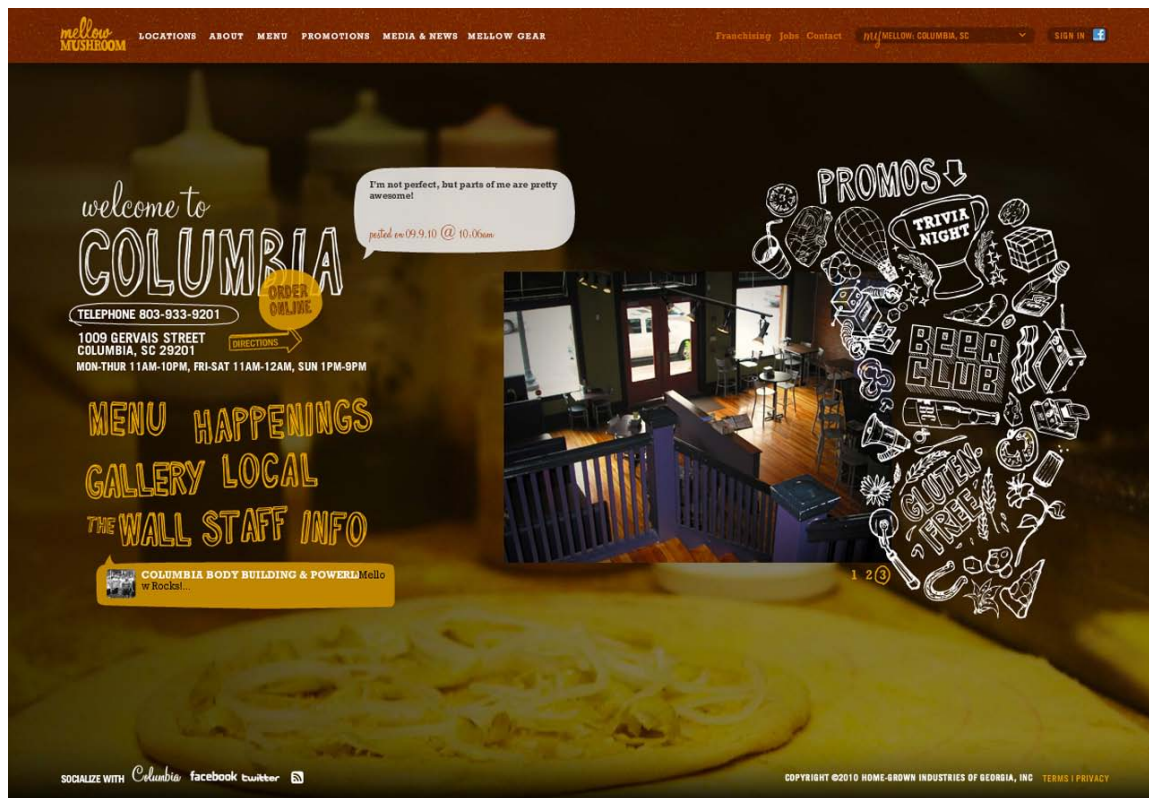 mellow
MUSHROOM
LOCATIONS ABOUT MENU PROMOTIONS MEDIA & NEWS MELLOW GEAR
Franchising Jobs Contact
my MELLOW: COLUMBIA, SC
SIGN IN
welcome to
COLUMBIA
ORDER
ONLINE
TELEPHONE 803-933-9201
1009 GERVAIS STREET
COLUMBIA, SC 29201
DIRECTIONS
MON-THUR 11AM-10PM, FRI-SAT 11AM-12AM, SUN 1PM-9PM
I'm not perfect, but parts of me are pretty
awesome!
posted on 09.9.10 @ 10:06am
PROMOS
TRIVIA
NIGHT
BEER
CLUB
GLUTEN
FREE
MENU HAPPENINGS
GALLERY LOCAL
THE WALL STAFF INFO
COLUMBIA BODY BUILDING & POWERL Mello
w Rocks!...
1 2 3
SOCIALIZE WITH Columbia facebook twitter
COPYRIGHT ©2010 HOME-GROWN INDUSTRIES OF GEORGIA, INC TERMS | PRIVACY